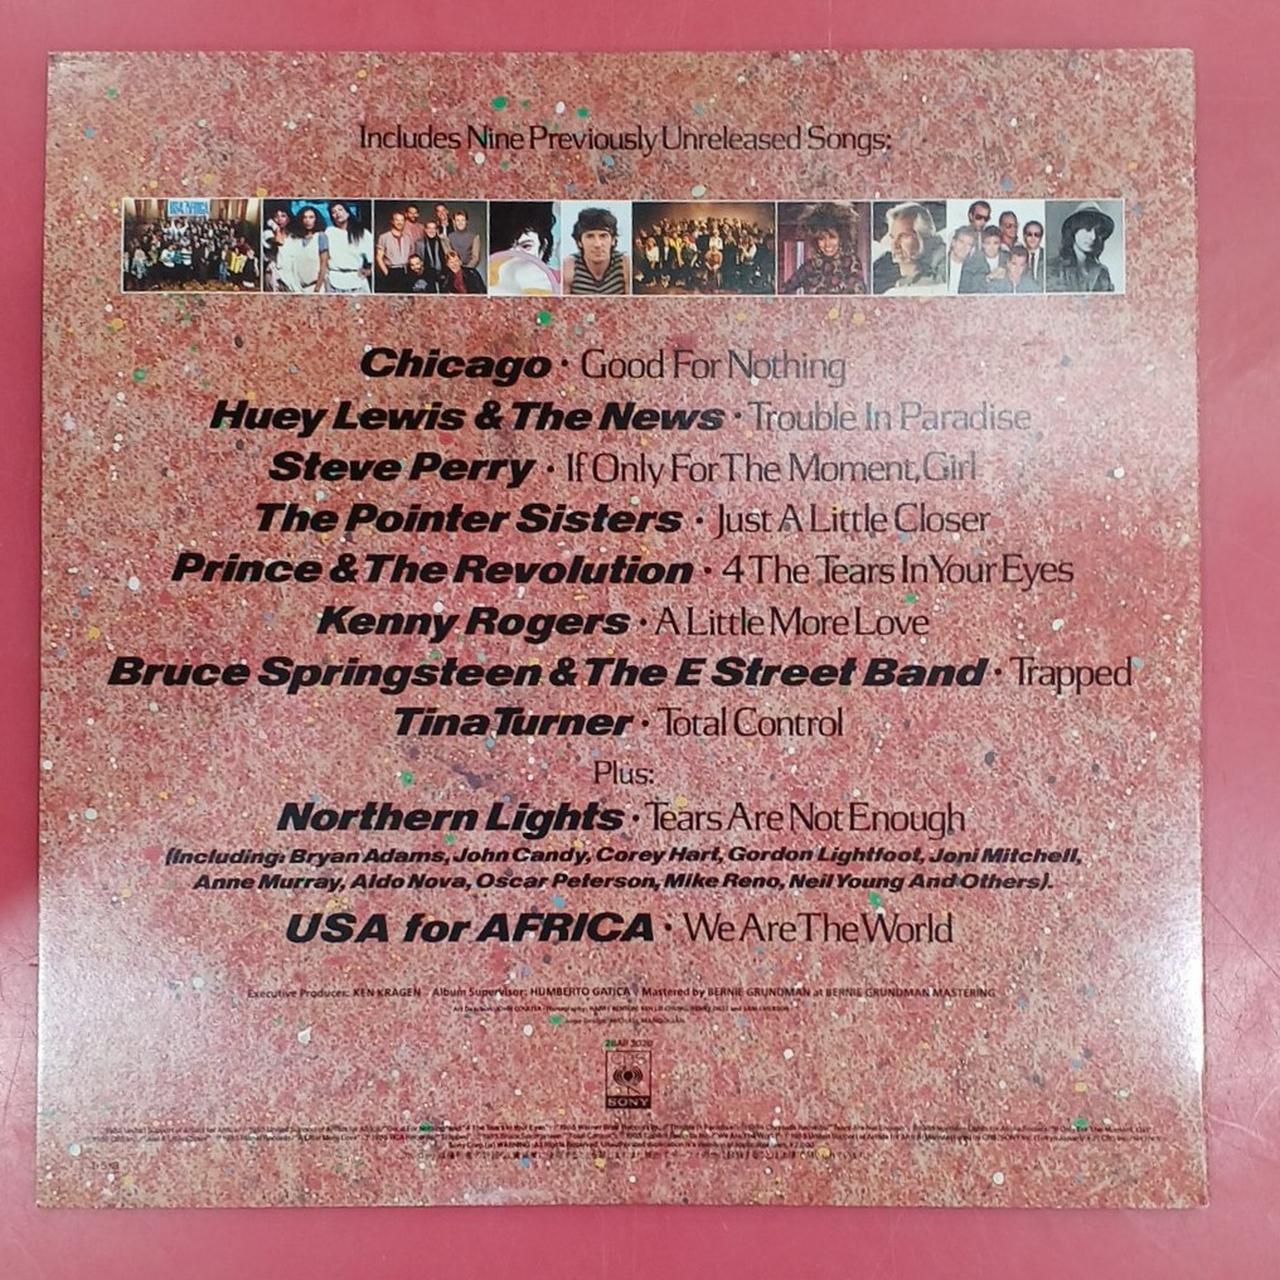 Includes Nine Previously Unreleased Songs:
Chicago · Good For Nothing
Huey Lewis & The News · Trouble In Paradise
Steve Perry · If Only For The Moment, Girl
The Pointer Sisters · Just A Little Closer
Prince & The Revolution · 4 The Tears In Your Eyes
Kenny Rogers · A Little More Love
Bruce Springsteen & The E Street Band · Trapped
Tina Turner · Total Control
Plus:
Northern Lights · Tears Are Not Enough
(Including: Bryan Adams, John Candy, Corey Hart, Gordon Lightfoot, Joni Mitchell,
Anne Murray, Aldo Nova, Oscar Peterson, Mike Reno, Neil Young And Others).
USA for AFRICA · We Are The World
Executive Producer: KEN KRAGEN Album Supervisor: HUMBERTO GATICA Mastered by BERNIE GRUNDMAN at BERNIE GRUNDMAN MASTERING
28AP 3020
CBS
SONY